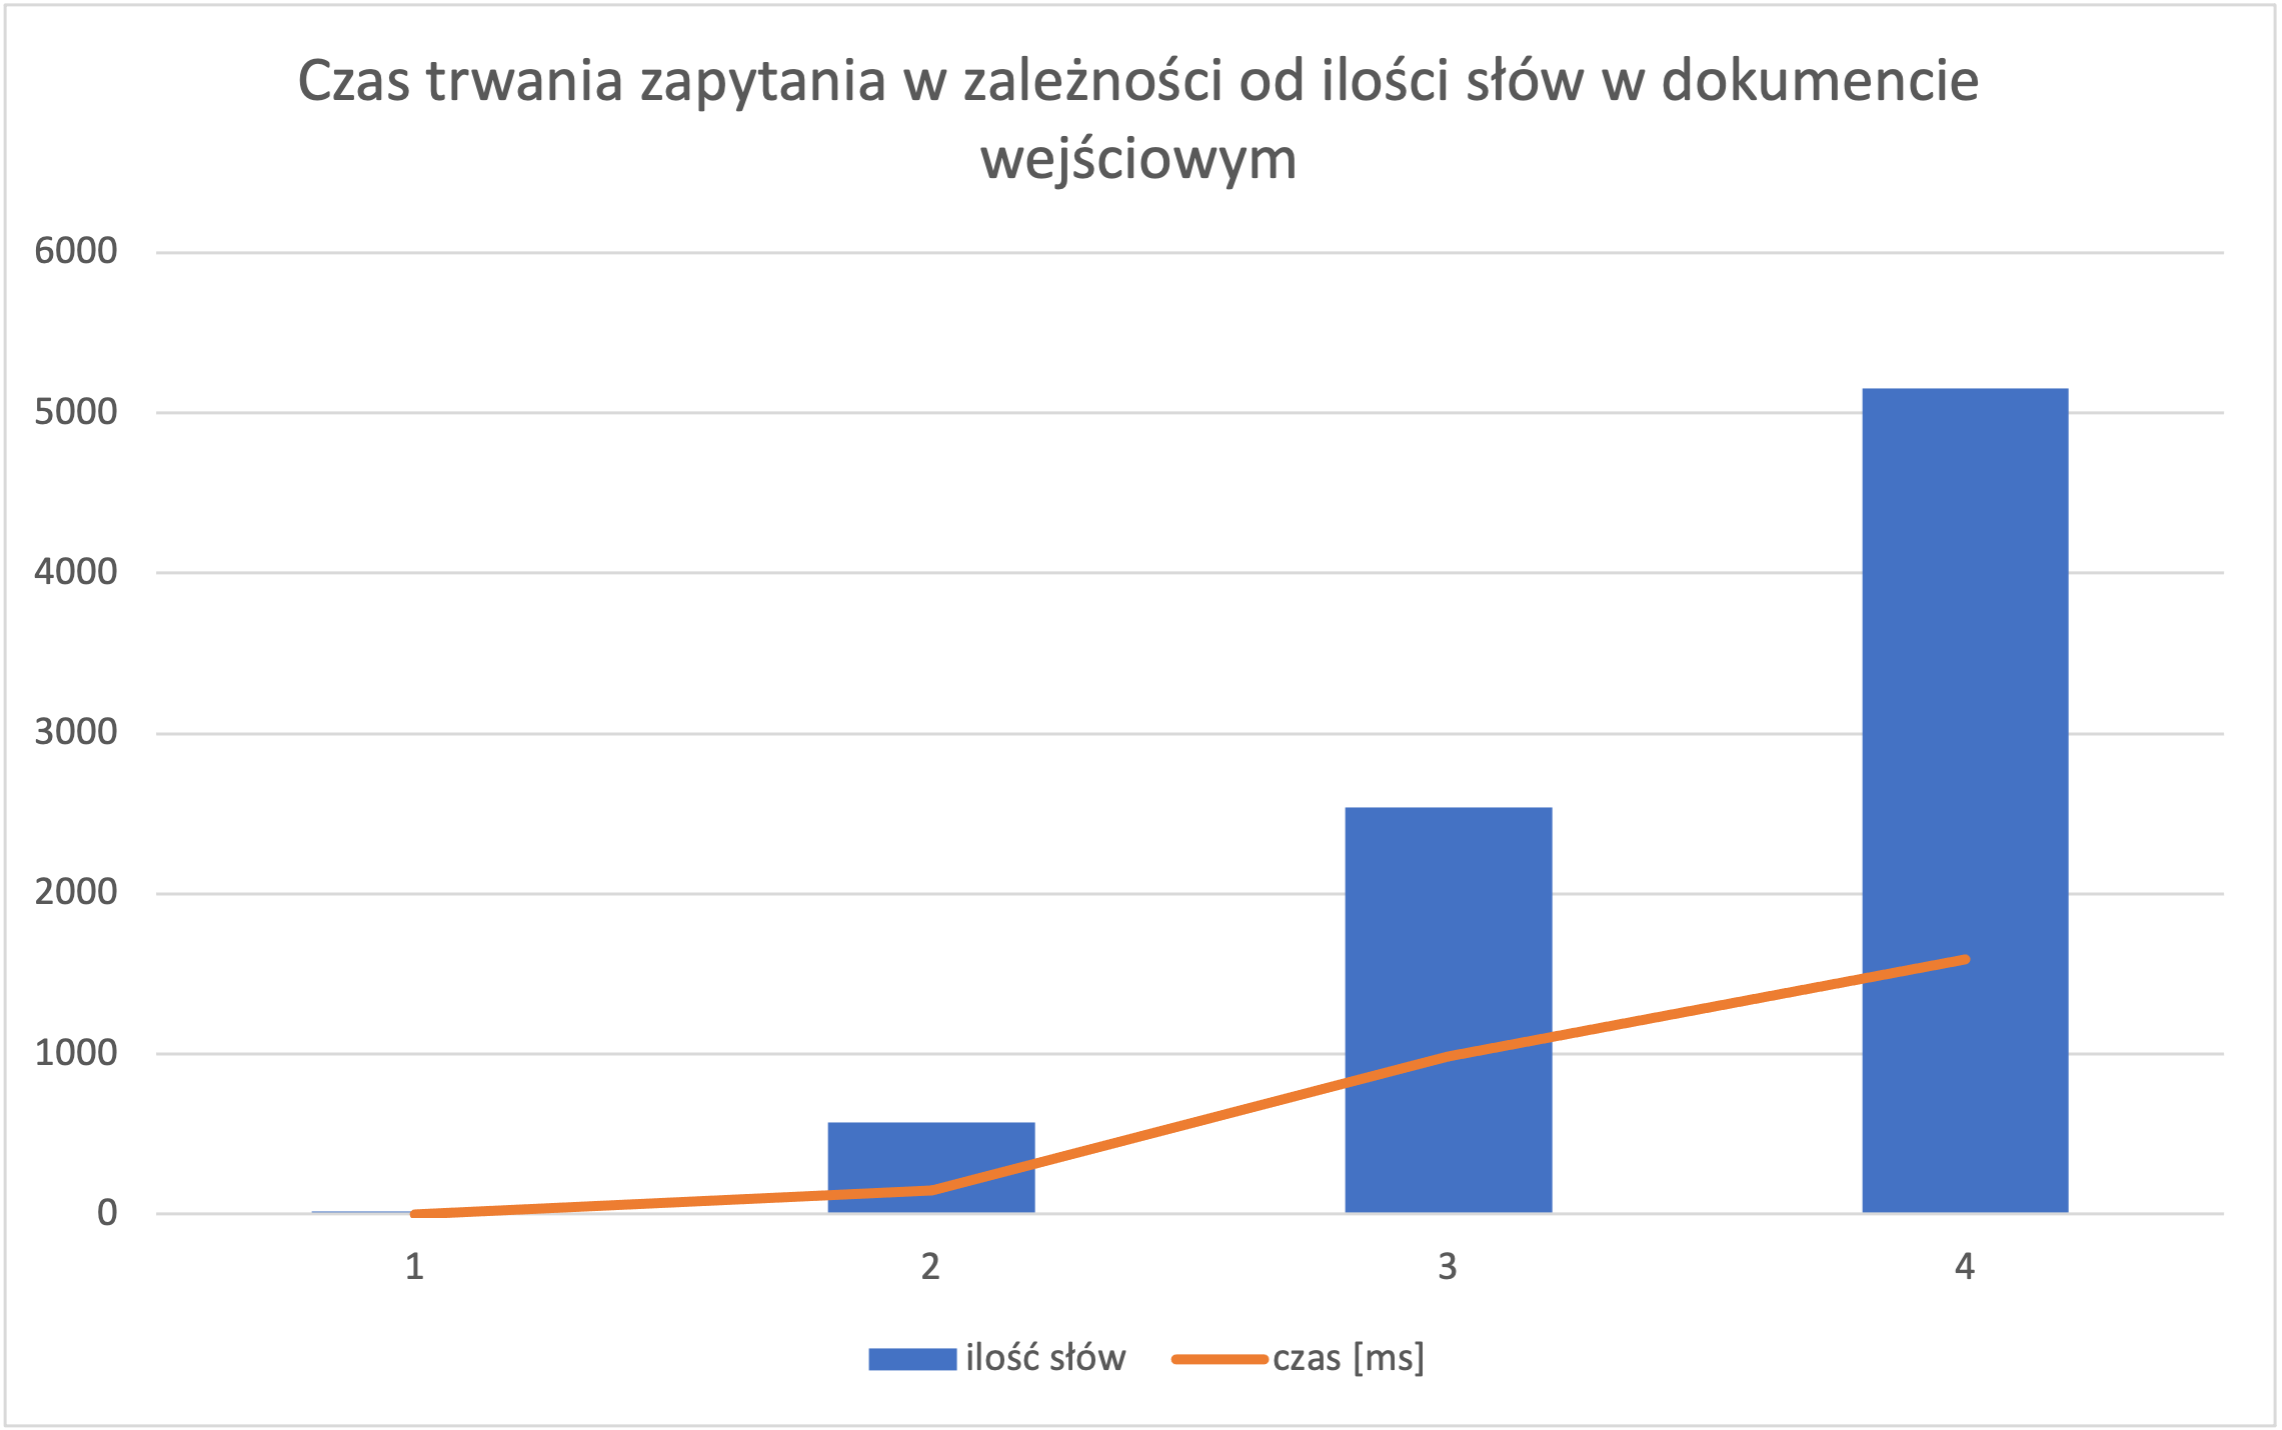 Czas trwania zapytania w zależności od ilości słów w dokumencie
wejściowym
6000
5000
4000
3000
2000
1000
0
1 2 3 4
ilość słów czas [ms]